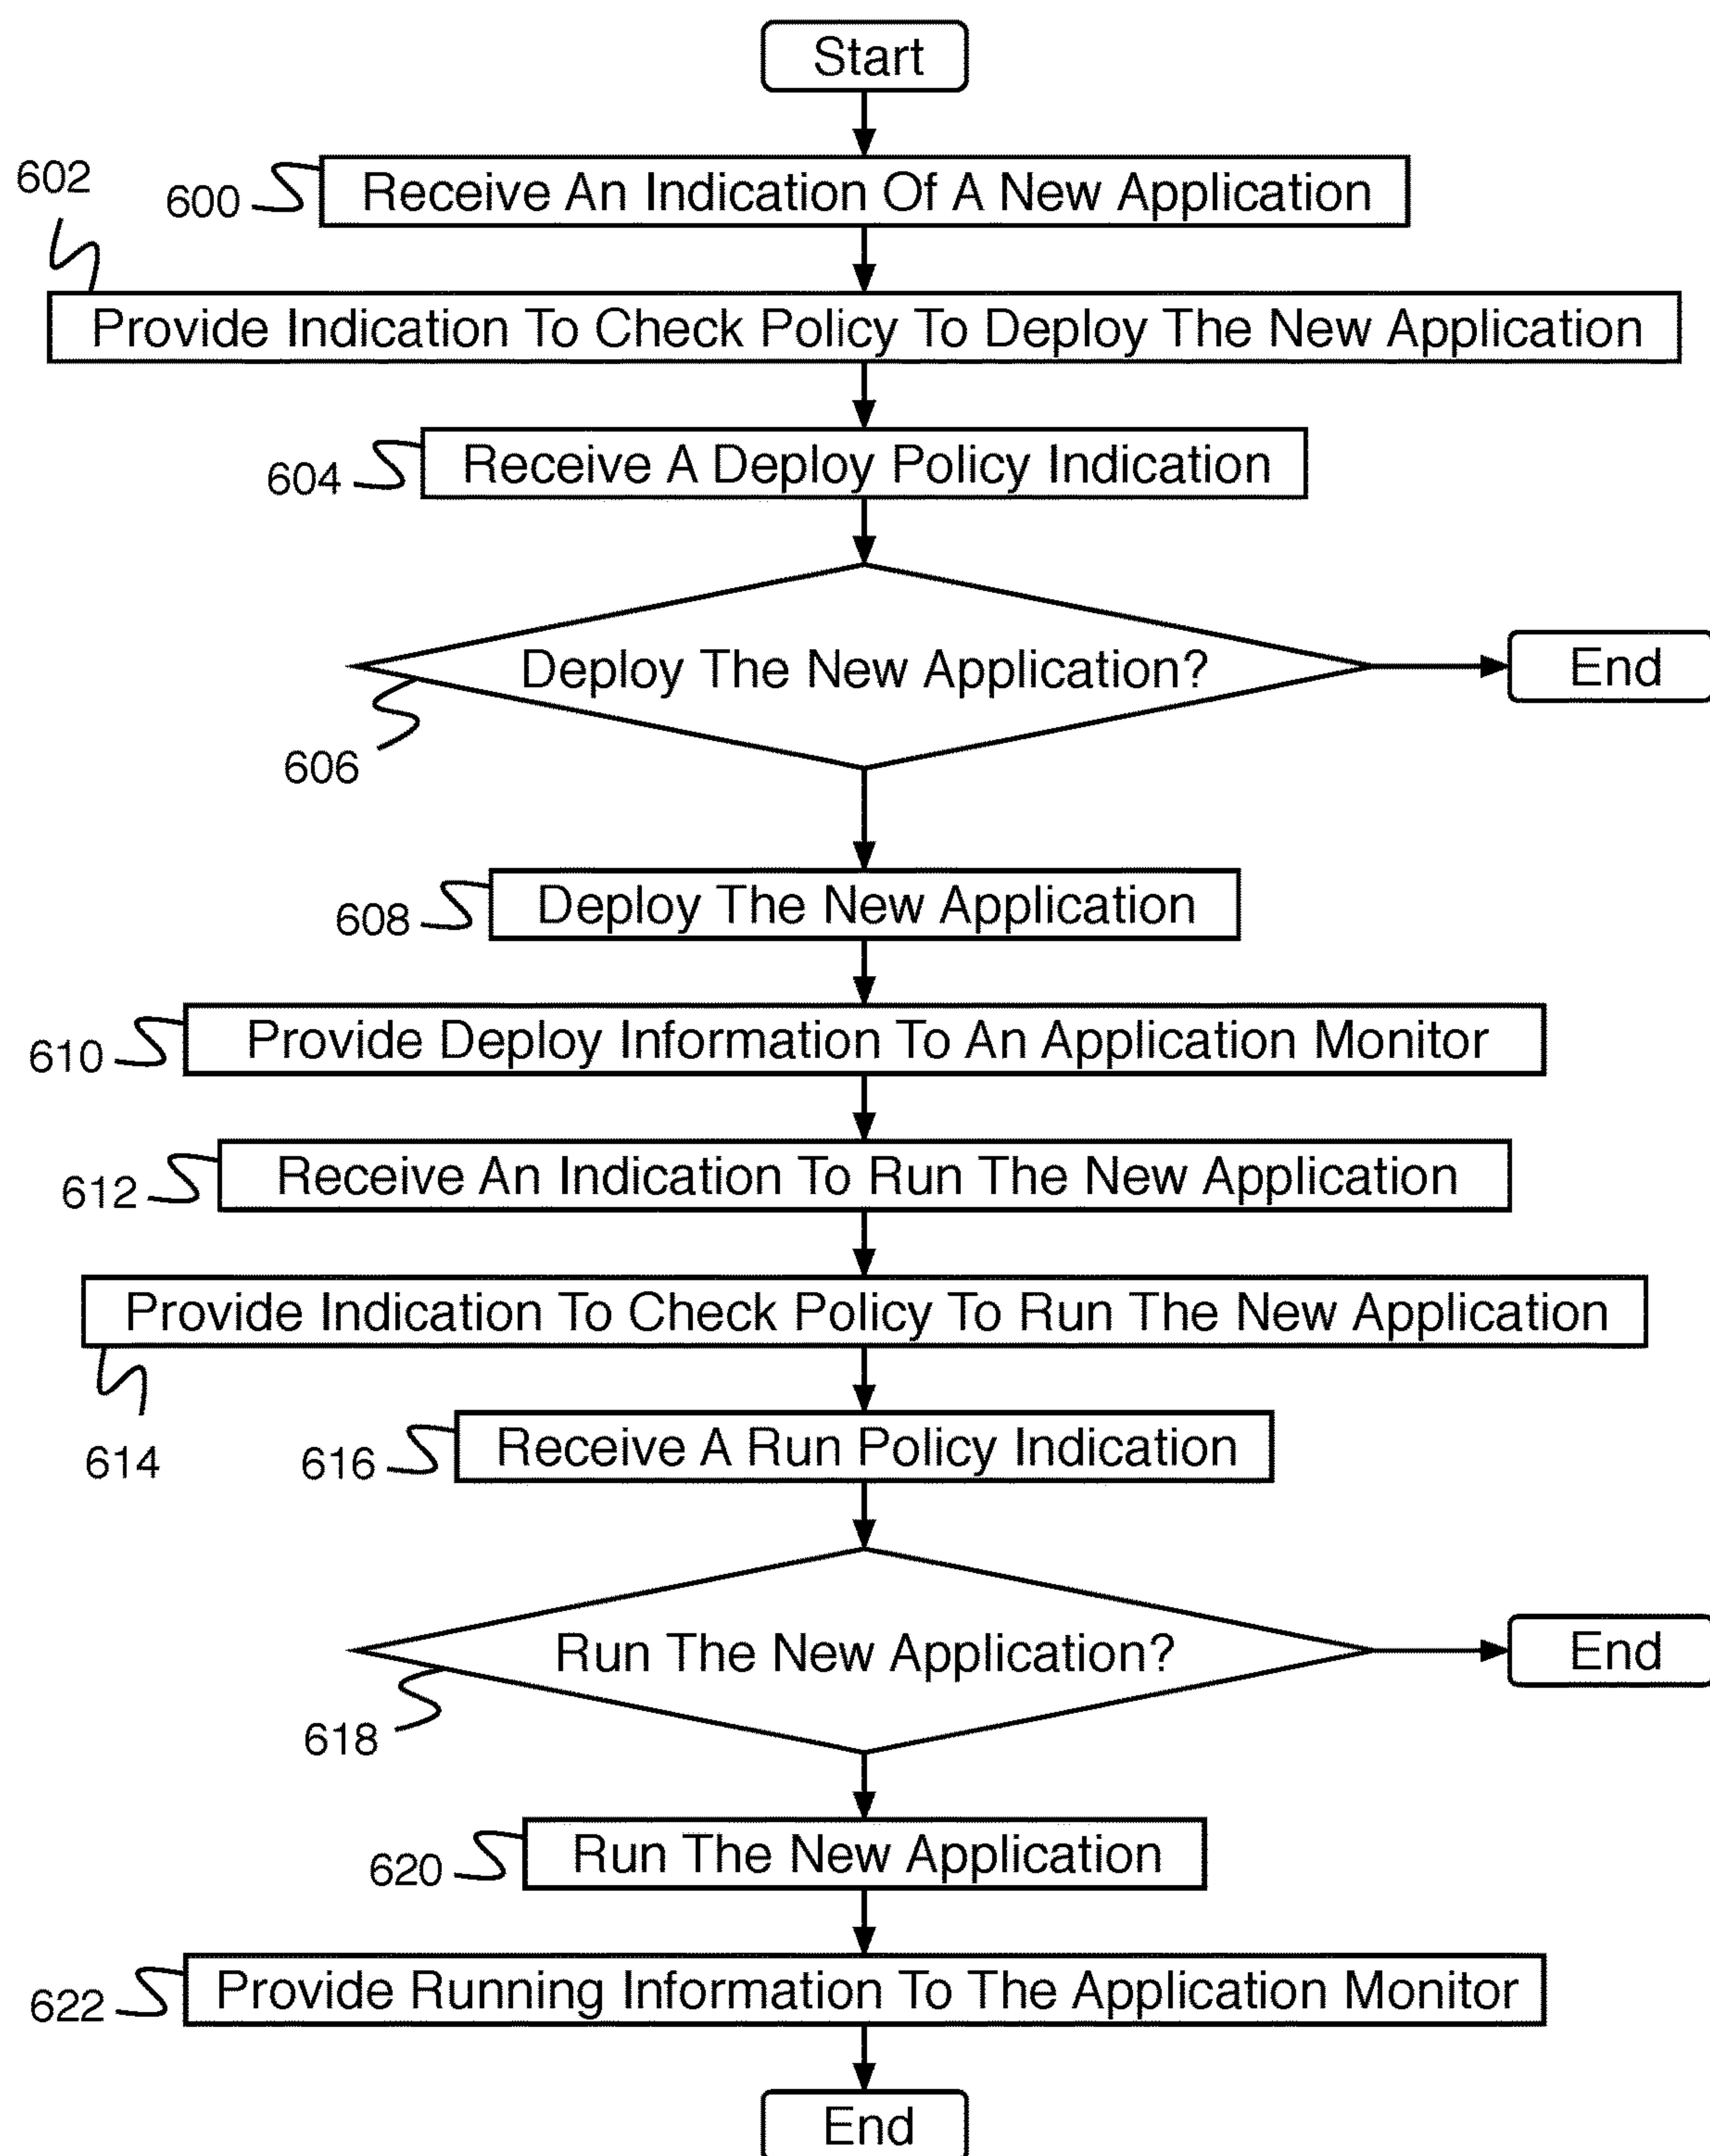 Start
602
600
Receive An Indication Of A New Application
Provide Indication To Check Policy To Deploy The New Application
604
Receive A Deploy Policy Indication
Deploy The New Application?
End
606
608
Deploy The New Application
610
Provide Deploy Information To An Application Monitor
612
Receive An Indication To Run The New Application
Provide Indication To Check Policy To Run The New Application
614
616
Receive A Run Policy Indication
Run The New Application?
End
618
620
Run The New Application
622
Provide Running Information To The Application Monitor
End